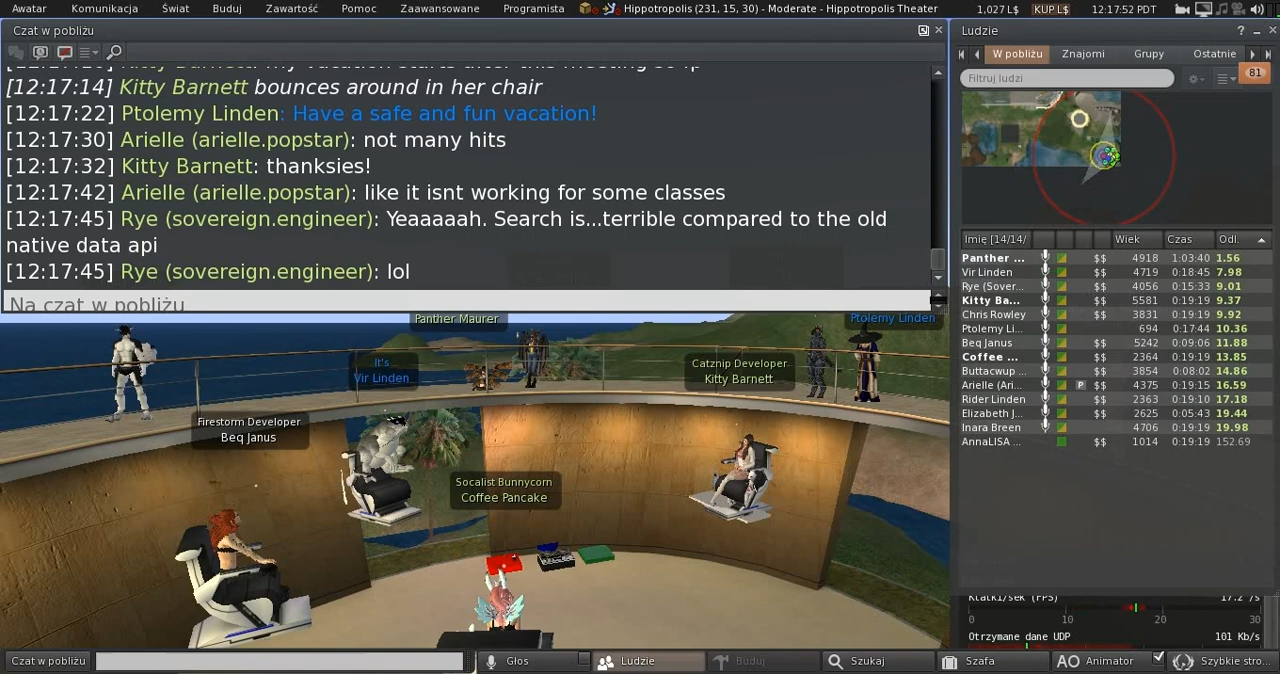 Awatar Komunikacja Świat Buduj Zawartość Pomoc Zaawansowane Programista Hippotropolis (231, 15, 30) - Moderate - Hippotropolis Theater 1,027 L$ KUP L$ 12:17:52 PDT
Czat w pobliżu
[12:17:14] Kitty Barnett bounces around in her chair
[12:17:22] Ptolemy Linden: Have a safe and fun vacation!
[12:17:30] Arielle (arielle.popstar): not many hits
[12:17:32] Kitty Barnett: thanksies!
[12:17:42] Arielle (arielle.popstar): like it isnt working for some classes
[12:17:45] Rye (sovereign.engineer): Yeaaaaah. Search is...terrible compared to the old
native data api
[12:17:45] Rye (sovereign.engineer): lol
Na czat w pobliżu
Panther Maurer
Ptolemy Linden
It's...
Vir Linden
Catznip Developer
Kitty Barnett
Firestorm Developer
Beq Janus
Socalist Bunnycorn
Coffee Pancake
Ludzie
W pobliżu Znajomi Grupy Ostatnie
81
Filtruj ludzi
Imię [14/14/ Wiek Czas Odl.
Panther ... $$ 4918 1:03:40 1.56
Vir Linden 4719 0:18:45 7.98
Rye (Sover... $$ 4056 0:15:33 9.01
Kitty Ba... $$ 5581 0:19:19 9.37
Chris Rowley $$ 3831 0:19:19 9.92
Ptolemy Li... 694 0:17:44 10.36
Beq Janus $$ 5242 0:09:06 11.88
Coffee ... $$ 2364 0:19:19 13.85
Buttacwup ... $$ 3854 0:08:02 14.86
Arielle (Ari... P $$ 4375 0:19:15 16.59
Rider Linden $$ 2363 0:19:10 17.18
Elizabeth J... $$ 2625 0:05:43 19.44
Inara Breen 4706 0:19:19 19.98
AnnaLISA ... $$ 1014 0:19:19 152.69
Klatki/sek (FPS) 17.2 /s
0 10 20 30
Otrzymane dane UDP 101 Kb/s
Czat w pobliżu Głos Ludzie Buduj Szukaj Szafa AO Animator Szybkie stro...